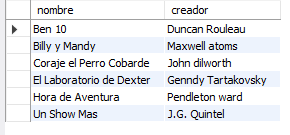 nombre creador
Ben 10 Duncan Rouleau
Billy y Mandy Maxwell atoms
Coraje el Perro Cobarde John dilworth
El Laboratorio de Dexter Genndy Tartakovsky
Hora de Aventura Pendleton ward
Un Show Mas J.G. Quintel